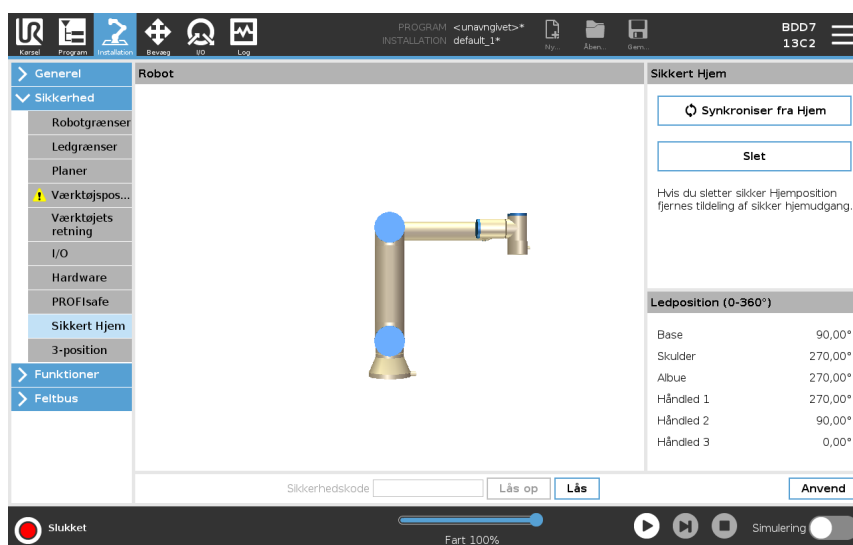 UR
Kørsel
Program
Installation
Bevæg
I/O
Log
PROGRAM <unavngivet>*
INSTALLATION default_1*
Ny...
Åben...
Gem...
BDD7
13C2
Generel
Sikkerhed
Robotgrænser
Ledgrænser
Planer
Værktøjspos...
Værktøjets
retning
I/O
Hardware
PROFIsafe
Sikkert Hjem
3-position
Funktioner
Feltbus
Robot
Sikkert Hjem
Synkroniser fra Hjem
Slet
Hvis du sletter sikker Hjemposition
fjernes tildeling af sikker hjemudgang.
Ledposition (0-360°)
Base 90,00°
Skulder 270,00°
Albue 270,00°
Håndled 1 270,00°
Håndled 2 90,00°
Håndled 3 0,00°
Sikkerhedskode Lås op Lås Anvend
Slukket
Fart 100%
Simulering